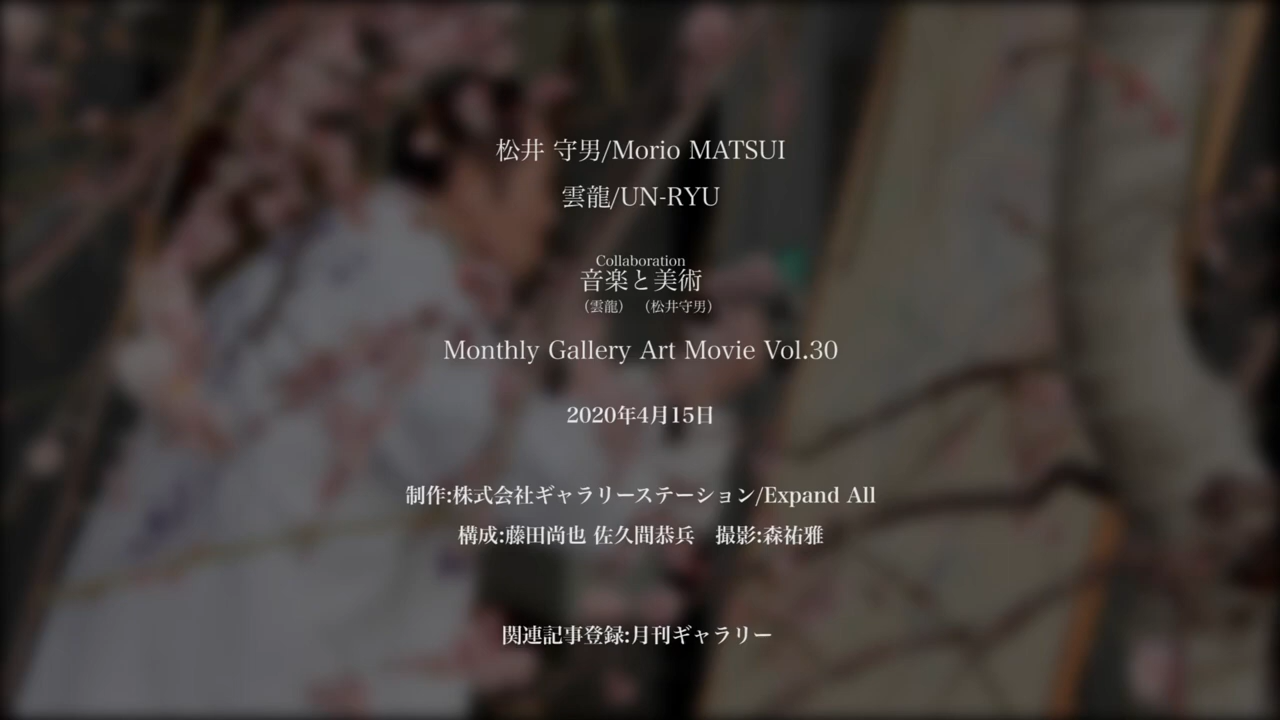 松井 守男/Morio MATSUI
雲龍/UN-RYU
Collaboration
音楽と美術
（雲龍） （松井守男）
Monthly Gallery Art Movie Vol.30
2020年4月15日
制作:株式会社ギャラリーステーション/Expand All
構成:藤田尚也 佐久間恭兵　撮影:森祐雅
関連記事登録:月刊ギャラリー